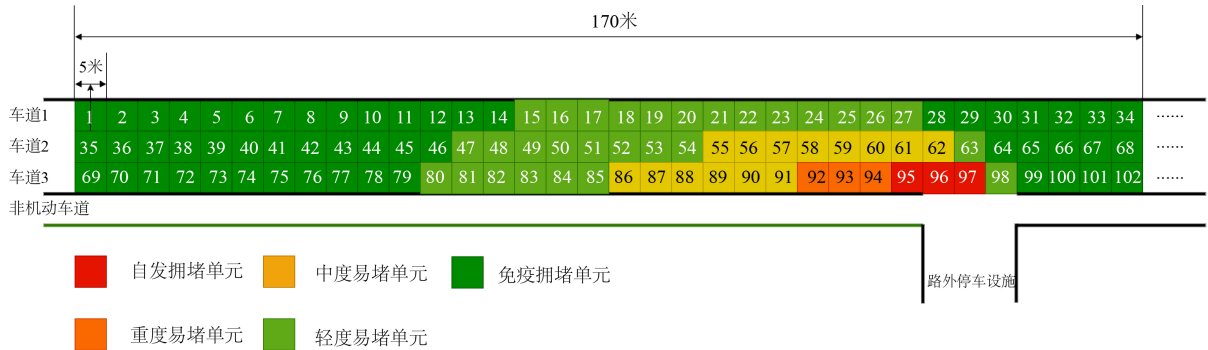 170米
5米
车道1 1 2 3 4 5 6 7 8 9 10 11 12 13 14 15 16 17 18 19 20 21 22 23 24 25 26 27 28 29 30 31 32 33 34 ······
车道2 35 36 37 38 39 40 41 42 43 44 45 46 47 48 49 50 51 52 53 54 55 56 57 58 59 60 61 62 63 64 65 66 67 68 ······
车道3 69 70 71 72 73 74 75 76 77 78 79 80 81 82 83 84 85 86 87 88 89 90 91 92 93 94 95 96 97 98 99 100 101 102 ······
非机动车道
自发拥堵单元 中度易堵单元 免疫拥堵单元 路外停车设施
重度易堵单元 轻度易堵单元